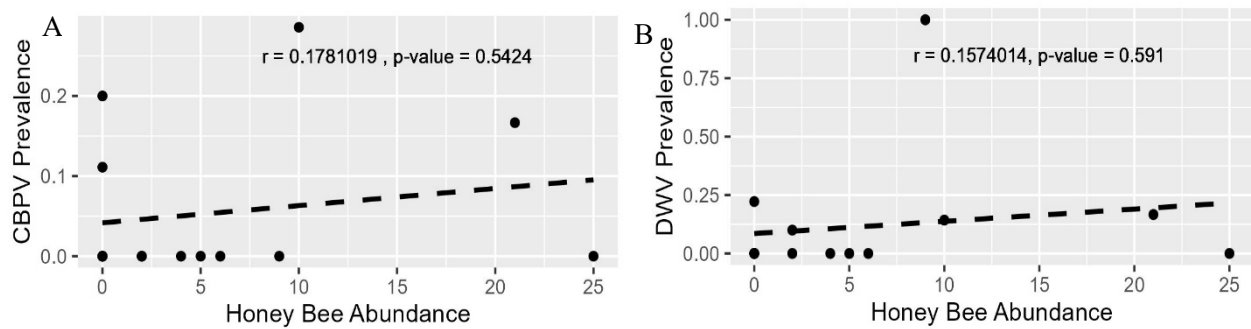 A
r = 0.1781019 , p-value = 0.5424
CBPV Prevalence
0.2
0.1
0.0
0 5 10 15 20 25
Honey Bee Abundance
B
r = 0.1574014, p-value = 0.591
DWV Prevalence
1.00
0.75
0.50
0.25
0.00
0 5 10 15 20 25
Honey Bee Abundance